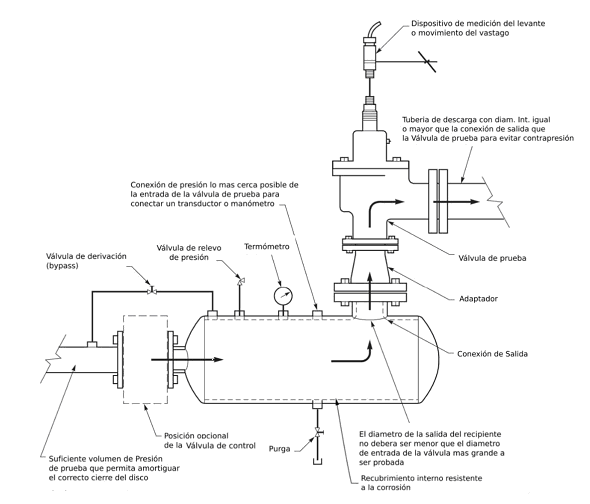 Dispositivo de medición del levante
o movimiento del vastago
Tuberia de descarga con diam. Int. igual
o mayor que la conexión de salida que
la Válvula de prueba para evitar contrapresión
Conexión de presión lo mas cerca posible de
la entrada de la válvula de prueba para
conectar un transductor o manómetro
Válvula de derivación
(bypass)
Válvula de relevo
de presión
Termómetro
Válvula de prueba
Adaptador
Conexión de Salida
Posición opcional
de la Válvula de control
Purga
Suficiente volumen de Presión
de prueba que permita amortiguar
el correcto cierre del disco
El diametro de la salida del recipiente
no debera ser menor que el diametro
de entrada de la válvula mas grande a
ser probada
Recubrimiento interno resistente
a la corrosión